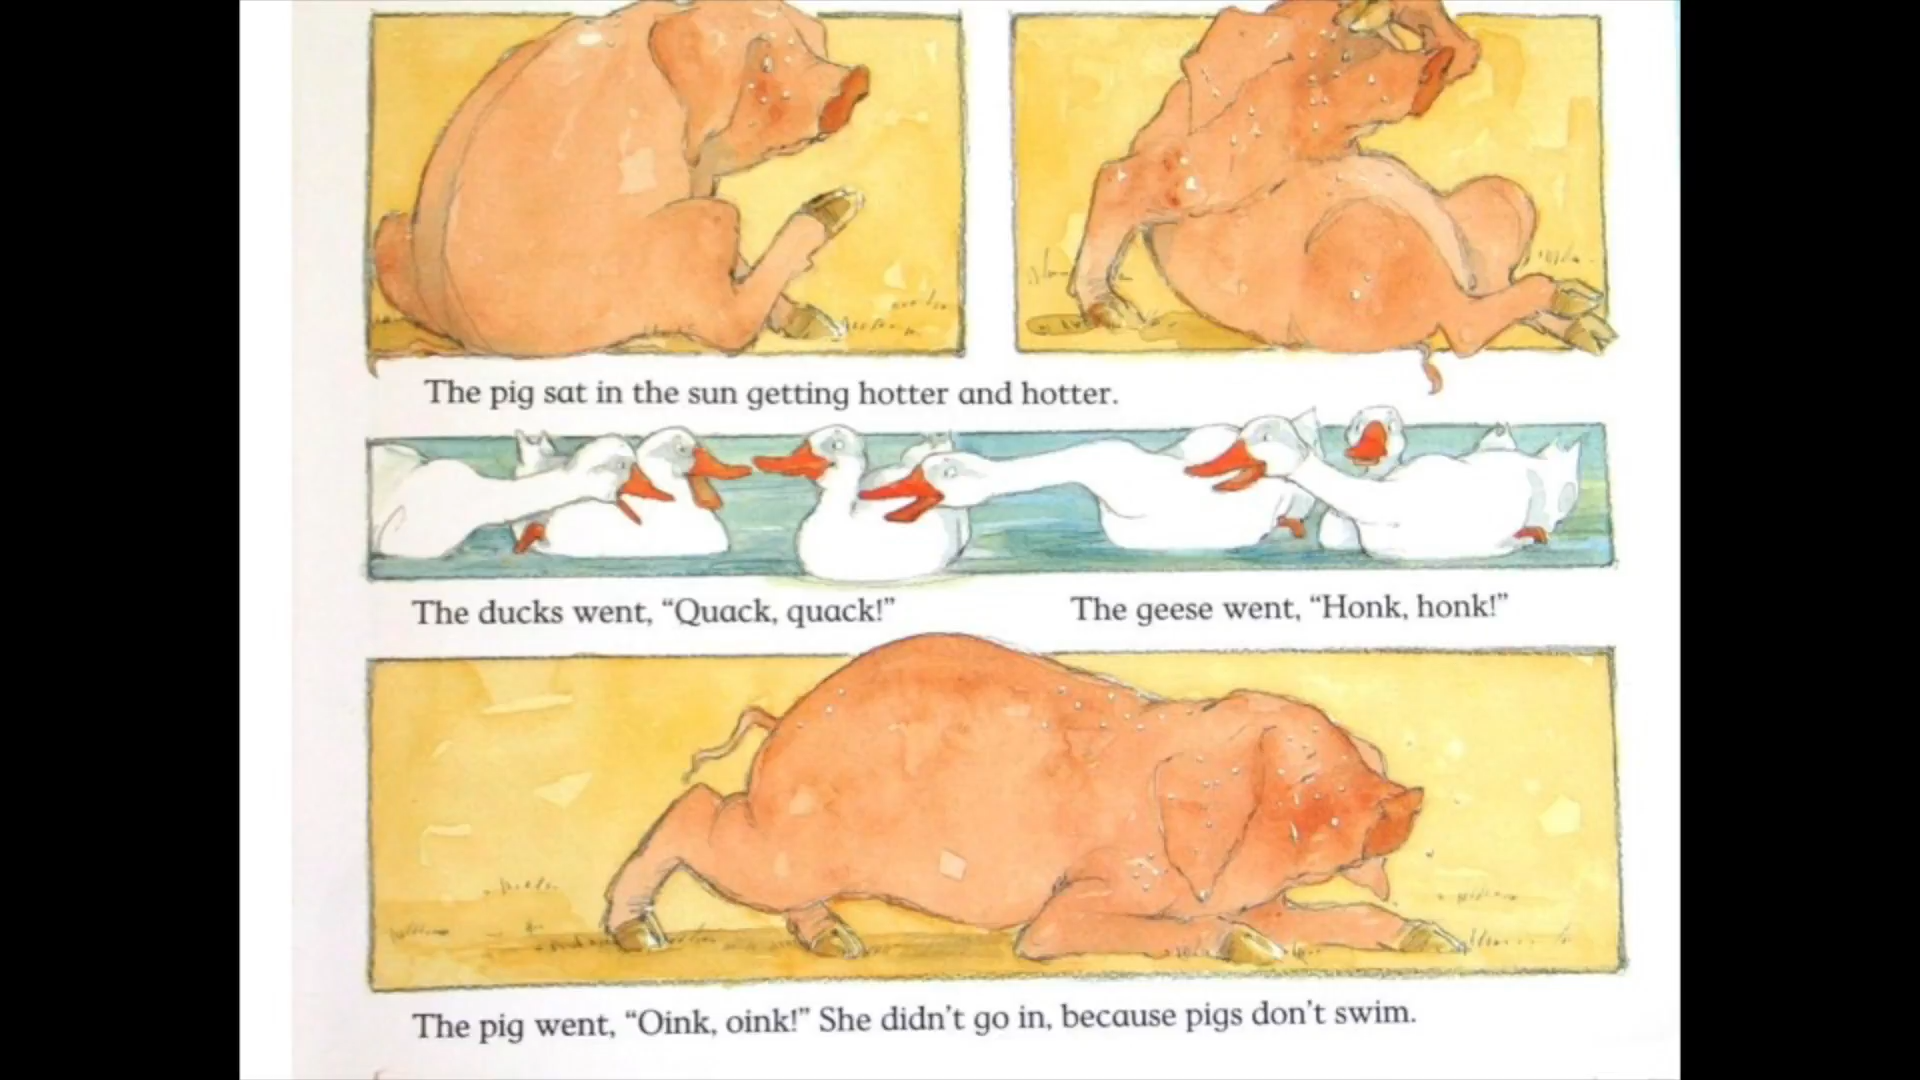 The pig sat in the sun getting hotter and hotter.
The ducks went, “Quack, quack!”
The geese went, “Honk, honk!”
The pig went, “Oink, oink!” She didn’t go in, because pigs don’t swim.